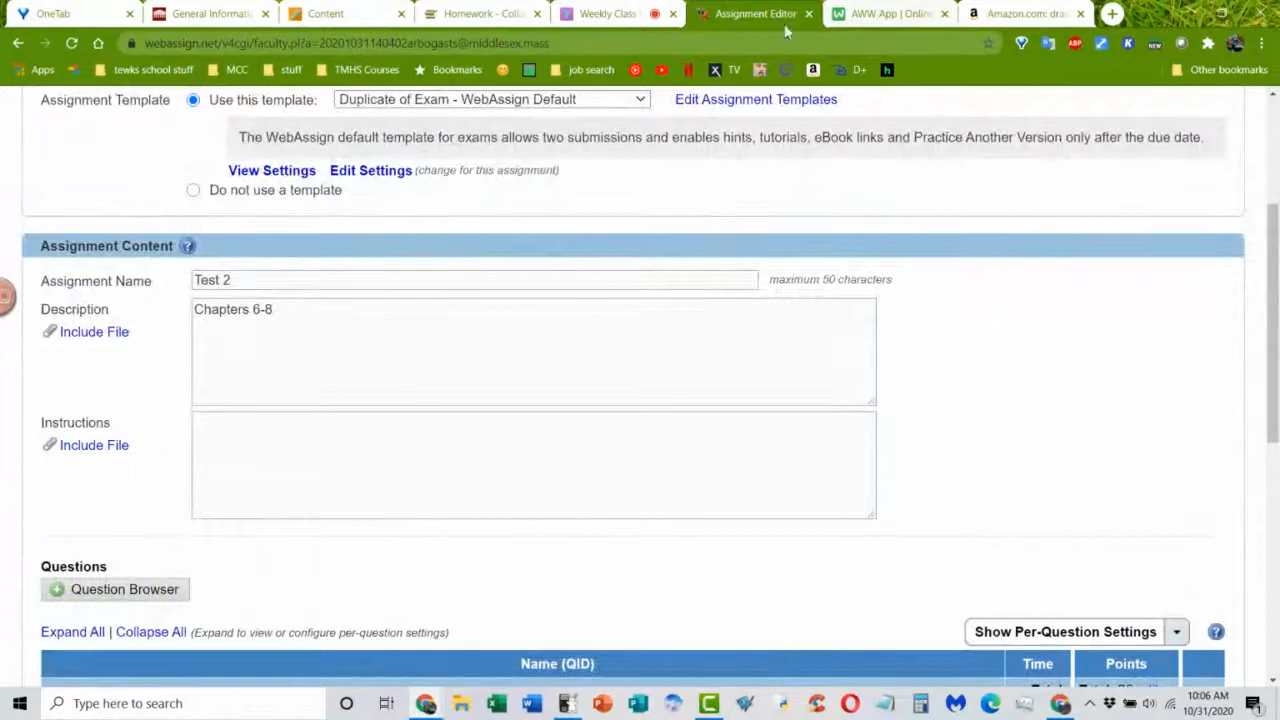 OneTab
General Informati
Content
Homework - Colla
Weekly Class
Assignment Editor
AWW App | Online
Amazon.com: dra
webassign.net/v4cgi/faculty.pl?a=20201031140402arbogasts@middlesex.mass
Apps
tewks school stuff
MCC
stuff
TMHS Courses
Bookmarks
job search
TV
D+
Other bookmarks
Assignment Template
Use this template:
Duplicate of Exam - WebAssign Default
Edit Assignment Templates
The WebAssign default template for exams allows two submissions and enables hints, tutorials, eBook links and Practice Another Version only after the due date.
View Settings Edit Settings (change for this assignment)
Do not use a template
Assignment Content
Assignment Name
Test 2
maximum 50 characters
Description
Chapters 6-8
Include File
Instructions
Include File
Questions
Question Browser
Expand All | Collapse All (Expand to view or configure per-question settings)
Show Per-Question Settings
Name (QID)
Time
Points
Type here to search
10:06 AM
10/31/2020